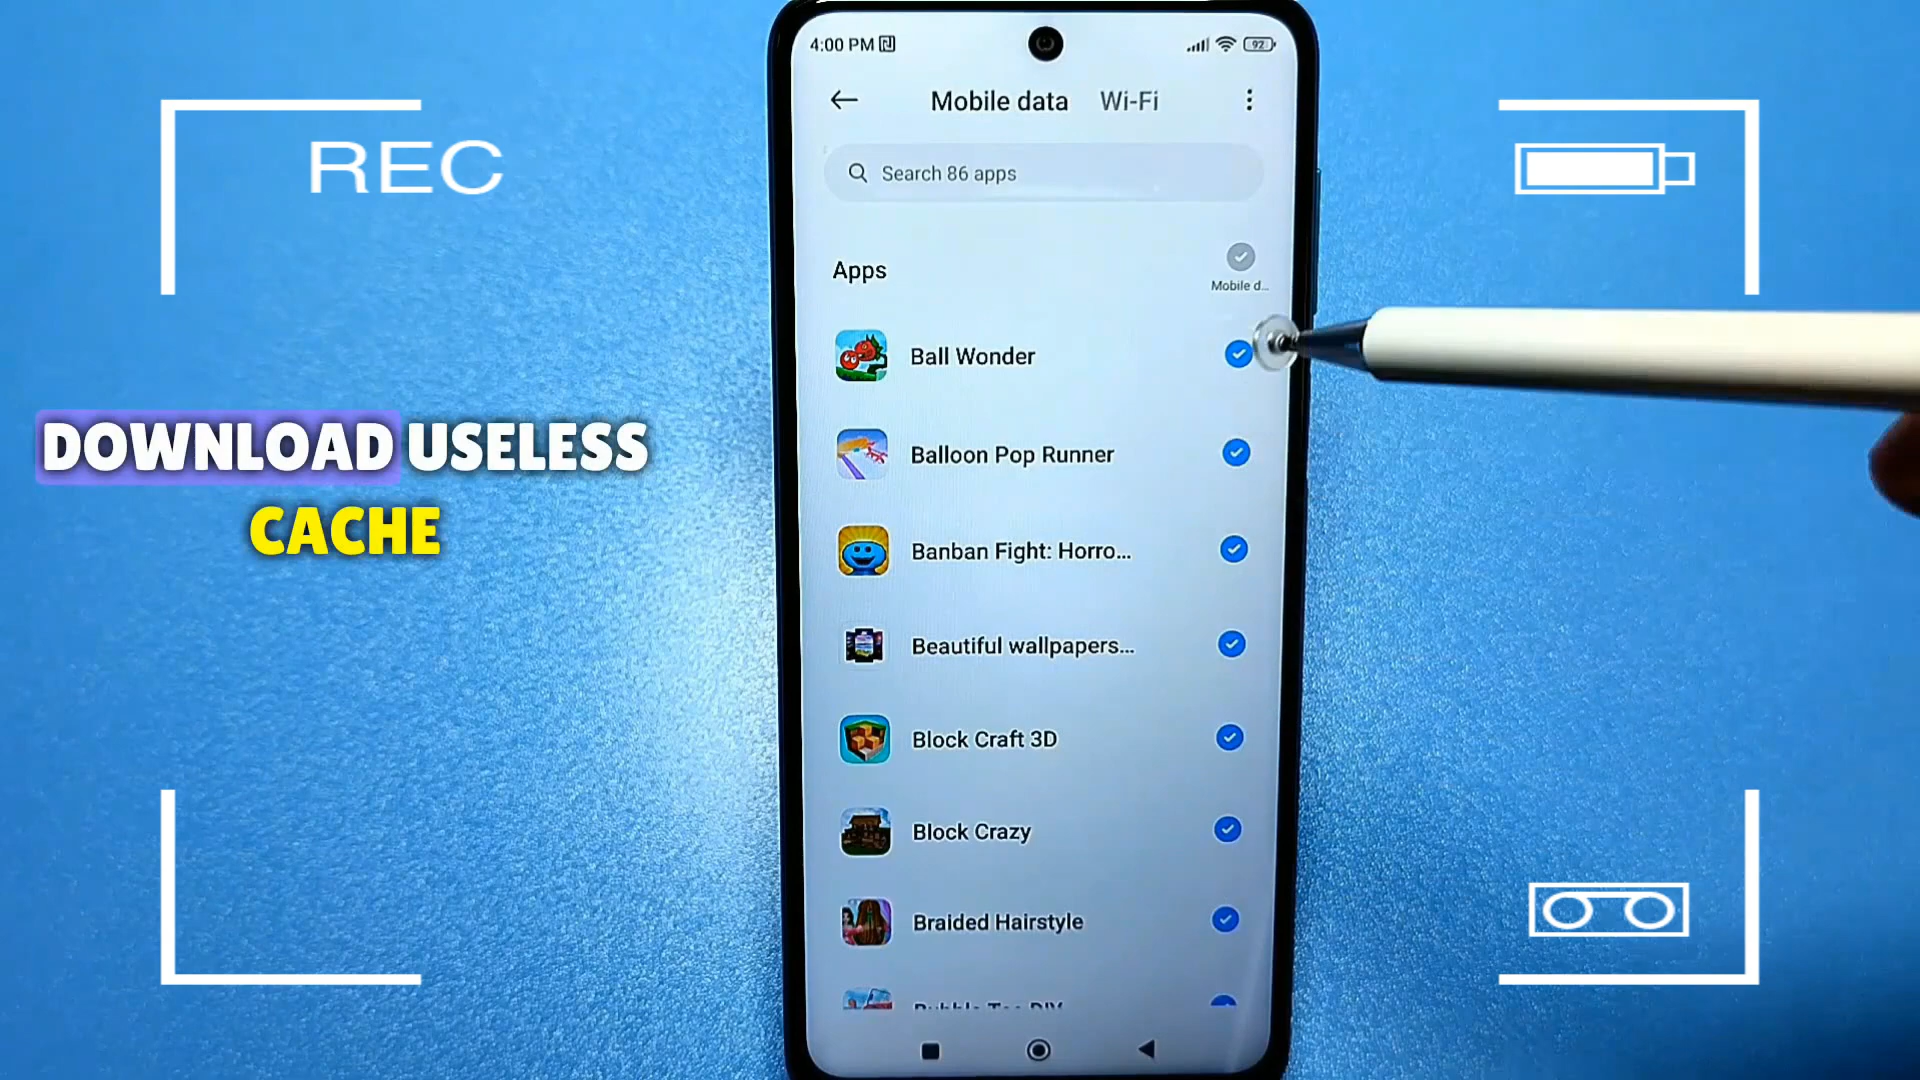 4:00 PM
92
Mobile data Wi-Fi
REC
Search 86 apps
Apps
Mobile d...
Ball Wonder
DOWNLOAD USELESS
CACHE
Balloon Pop Runner
Banban Fight: Horro...
Beautiful wallpapers...
Block Craft 3D
Block Crazy
Braided Hairstyle